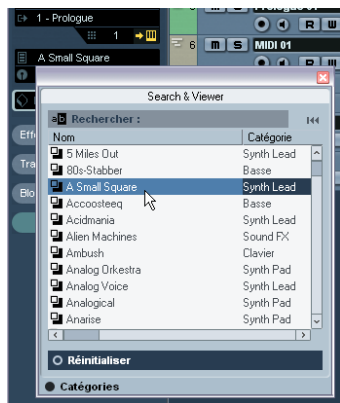 1 - Prologue
1
6 M S MIDI 01
R W
A Small Square
Search & Viewer
ab Rechercher :
Nom Catégorie
5 Miles Out Synth Lead
80s-Stabber Basse
A Small Square Synth Lead
Accoosteeq Basse
Acidmania Synth Lead
Alien Machines Sound FX
Ambush Clavier
Analog Orkestra Synth Pad
Analog Voice Synth Lead
Analogical Synth Pad
Anarise Synth Pad
Réinitialiser
Catégories